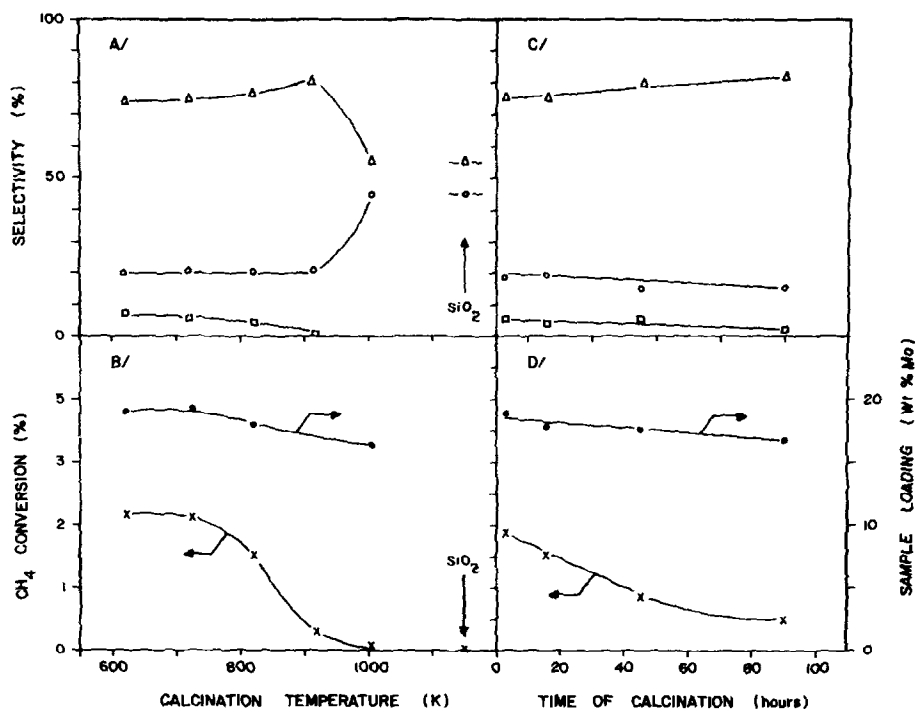 100
50
0
SELECTIVITY (%)
A/
C/
SiO2
B/
D/
5
3
2
1
0
CH4 CONVERSION (%)
SiO2
20
10
0
SAMPLE LOADING (Wt % Mo)
600 800 1000
0 20 40 60 80 100
CALCINATION TEMPERATURE (K)
TIME OF CALCINATION (hours)